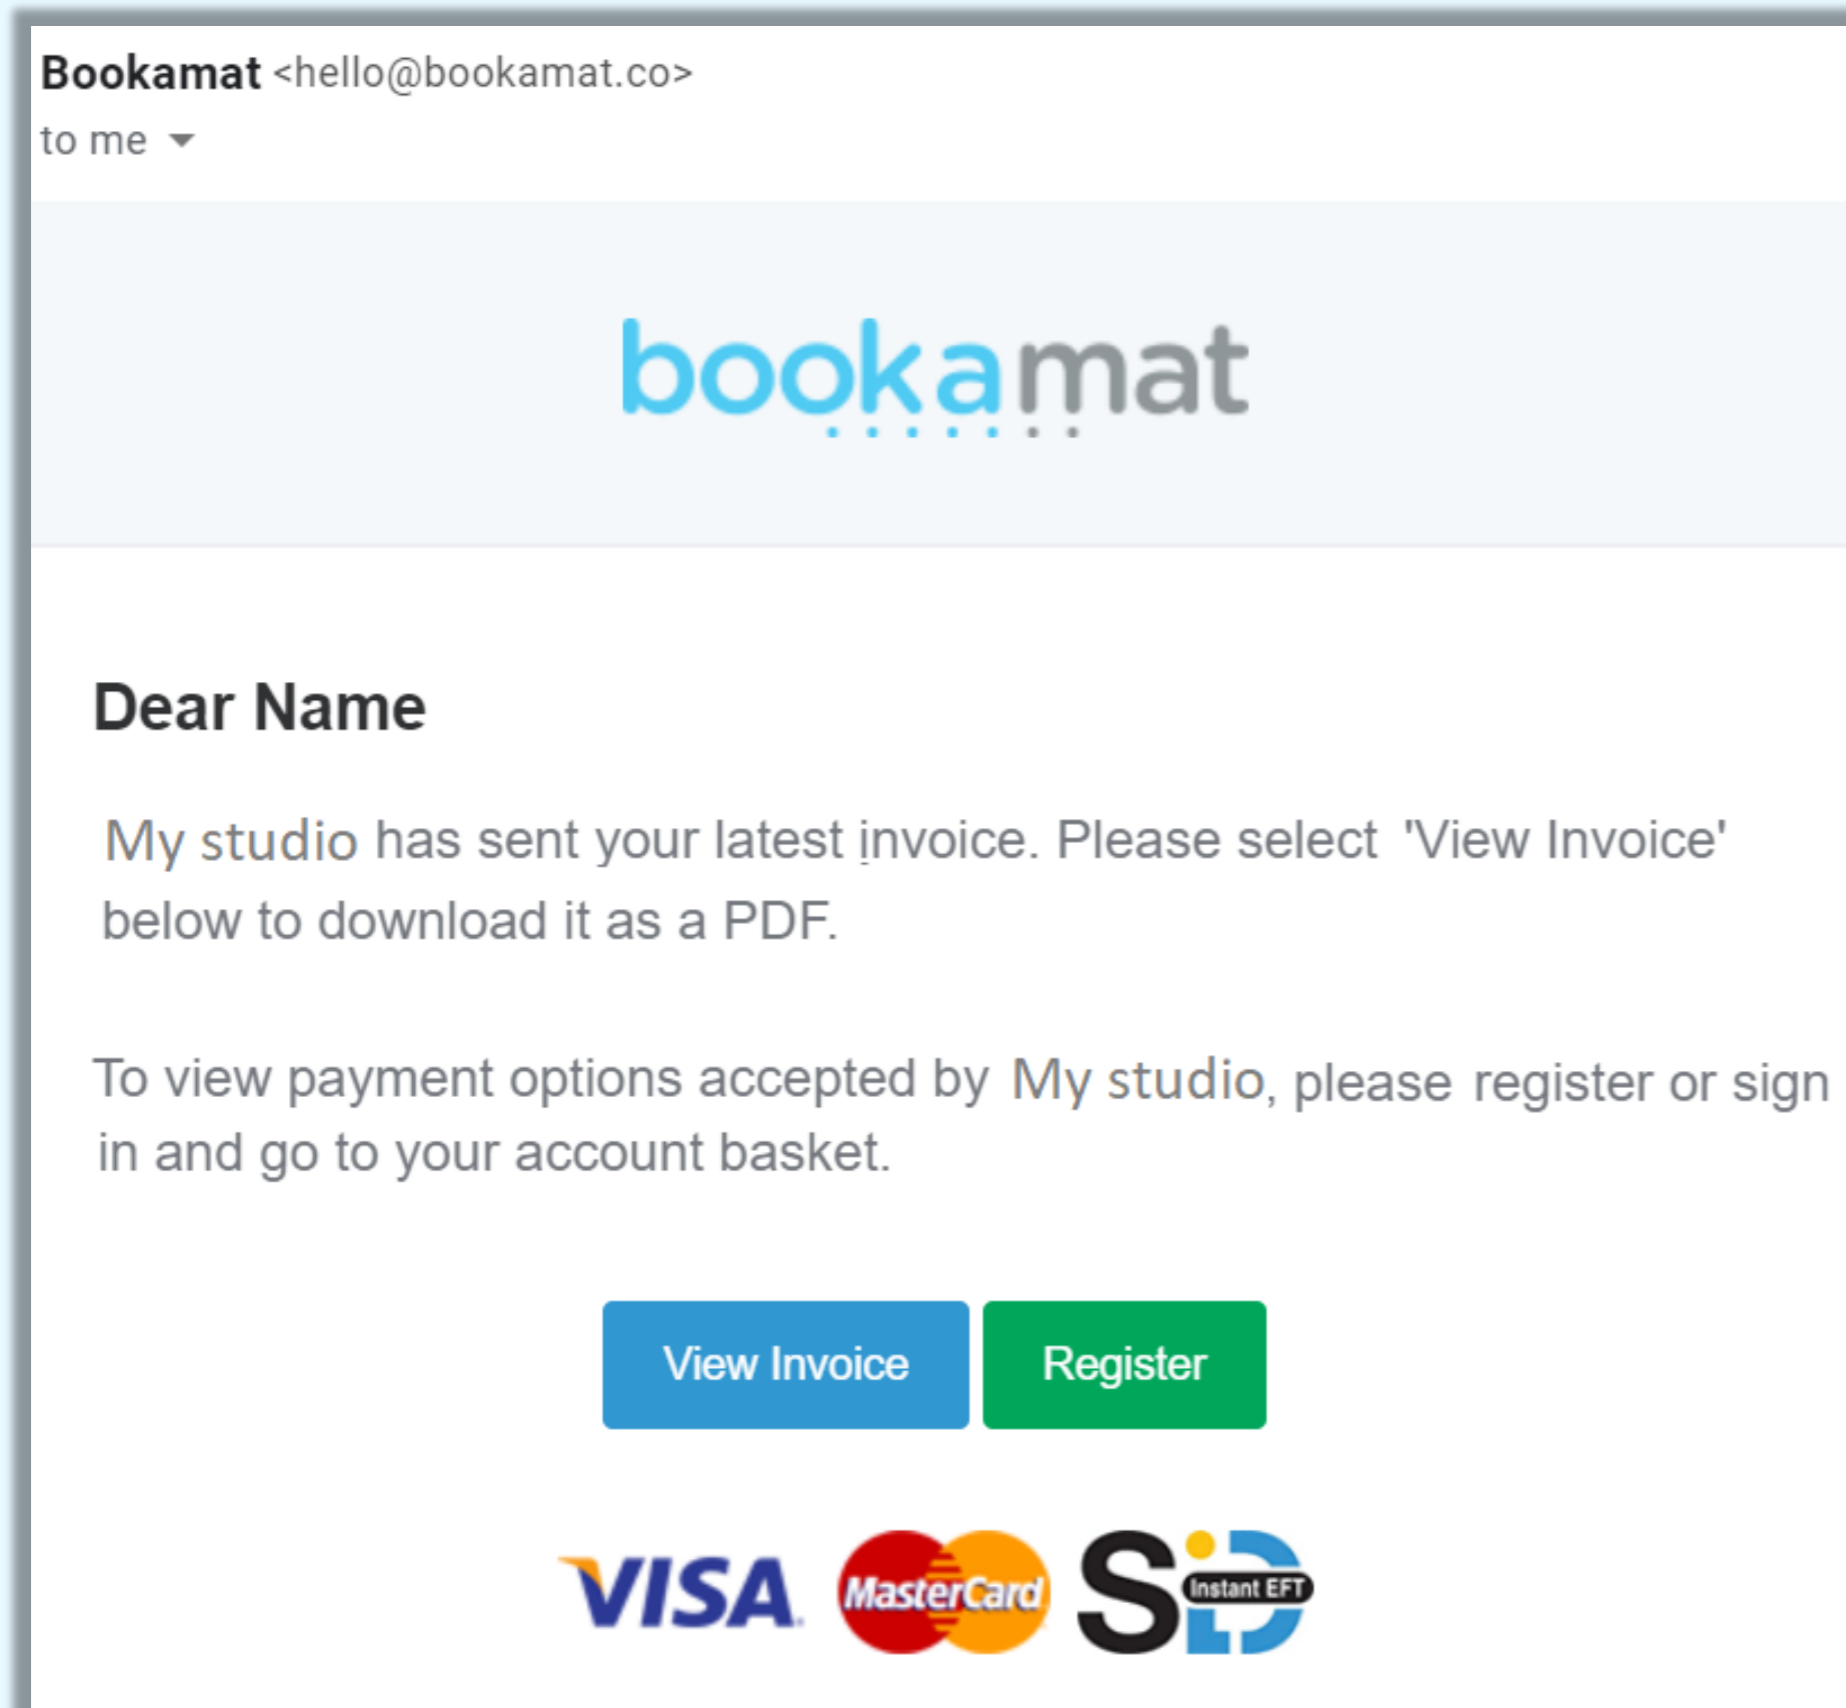 Bookamat <hello@bookamat.co>
to me
bookamat
Dear Name
My studio has sent your latest invoice. Please select 'View Invoice'
below to download it as a PDF.
To view payment options accepted by My studio, please register or sign
in and go to your account basket.
View Invoice Register
VISA MasterCard SiD Instant EFT